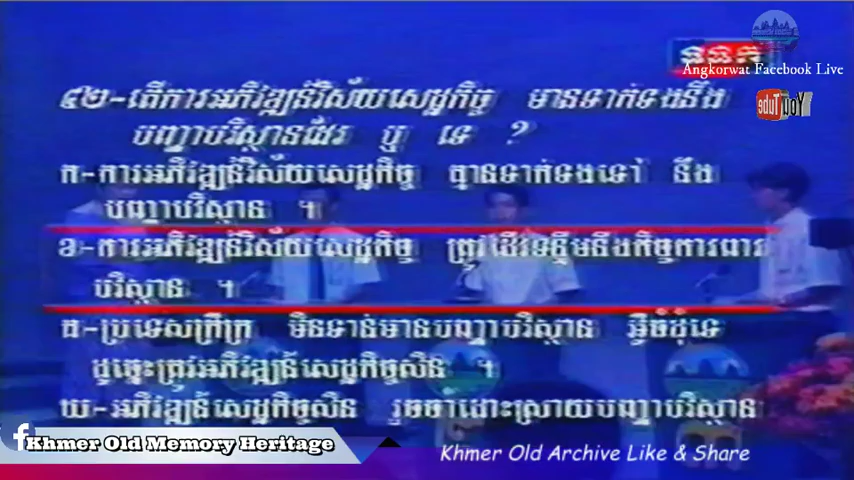 ទទក
Angkorwat Facebook Live
YouTube
៥២-តើការអភិវឌ្ឍន៍វិស័យសេដ្ឋកិច្ច មានទាក់ទងនឹង
បញ្ហាបរិស្ថានដែរ ឬ ទេ ?
ក-ការអភិវឌ្ឍន៍វិស័យសេដ្ឋកិច្ច គ្មានទាក់ទងទៅ នឹង
បញ្ហាបរិស្ថាន ។
ខ-ការអភិវឌ្ឍន៍វិស័យសេដ្ឋកិច្ច ត្រូវដើរទន្ទឹមនឹងកិច្ចការពារ
បរិស្ថាន ។
គ-ប្រទេសក្រីក្រ មិនទាន់មានបញ្ហាបរិស្ថាន អ្វីចំដុំទេ
ដូច្នេះត្រូវអភិវឌ្ឍន៍សេដ្ឋកិច្ចសិន ។
ឃ-អភិវឌ្ឍន៍សេដ្ឋកិច្ចសិន រួចចាំដោះស្រាយបញ្ហាបរិស្ថាន
Khmer Old Memory Heritage
Khmer Old Archive Like & Share